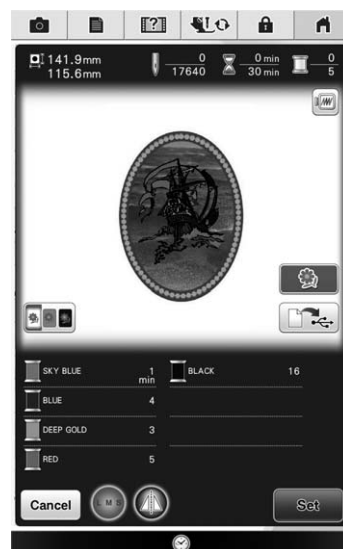 141.9mm 0 0 min 0
115.6mm 17640 30 min 5
SKY BLUE 1 min BLACK 16
BLUE 4
DEEP GOLD 3
RED 5
Cancel L M S Set